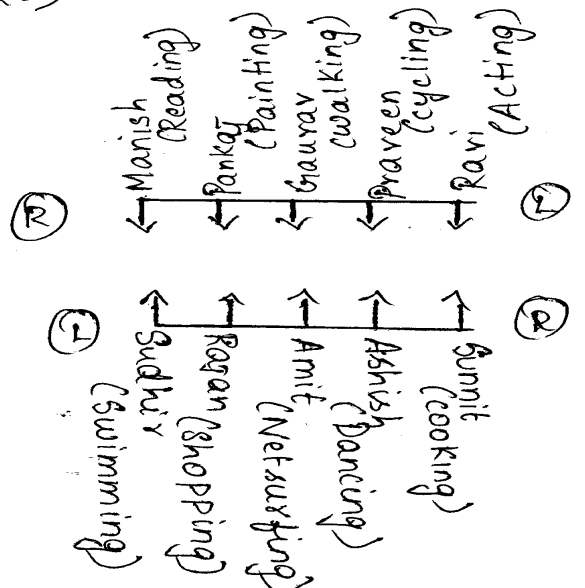 Manish
(Reading)
Pankaj
(Painting)
Gaurav
(walking)
Praveen
(cycling)
Ravi
(Acting)
R
L
L
R
Sudhir
(Swimming)
Rajan (shopping)
Amit
(Netsurfing)
Ashish
(Dancing)
Sumit
(cooking)